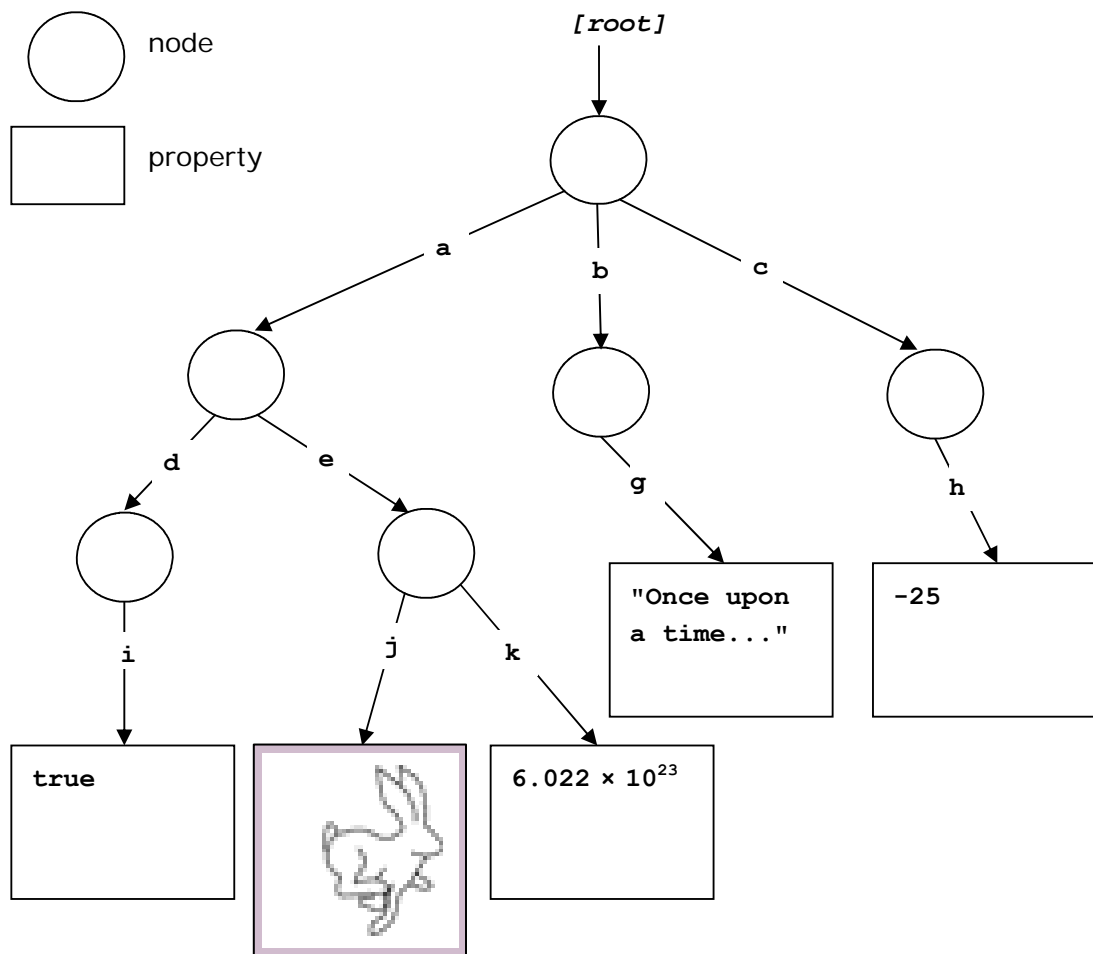 [root]
node
property
a
b
c
d
e
g
h
i
j
k
"Once upon
a time..."
-25
true
6.022 × 10²³